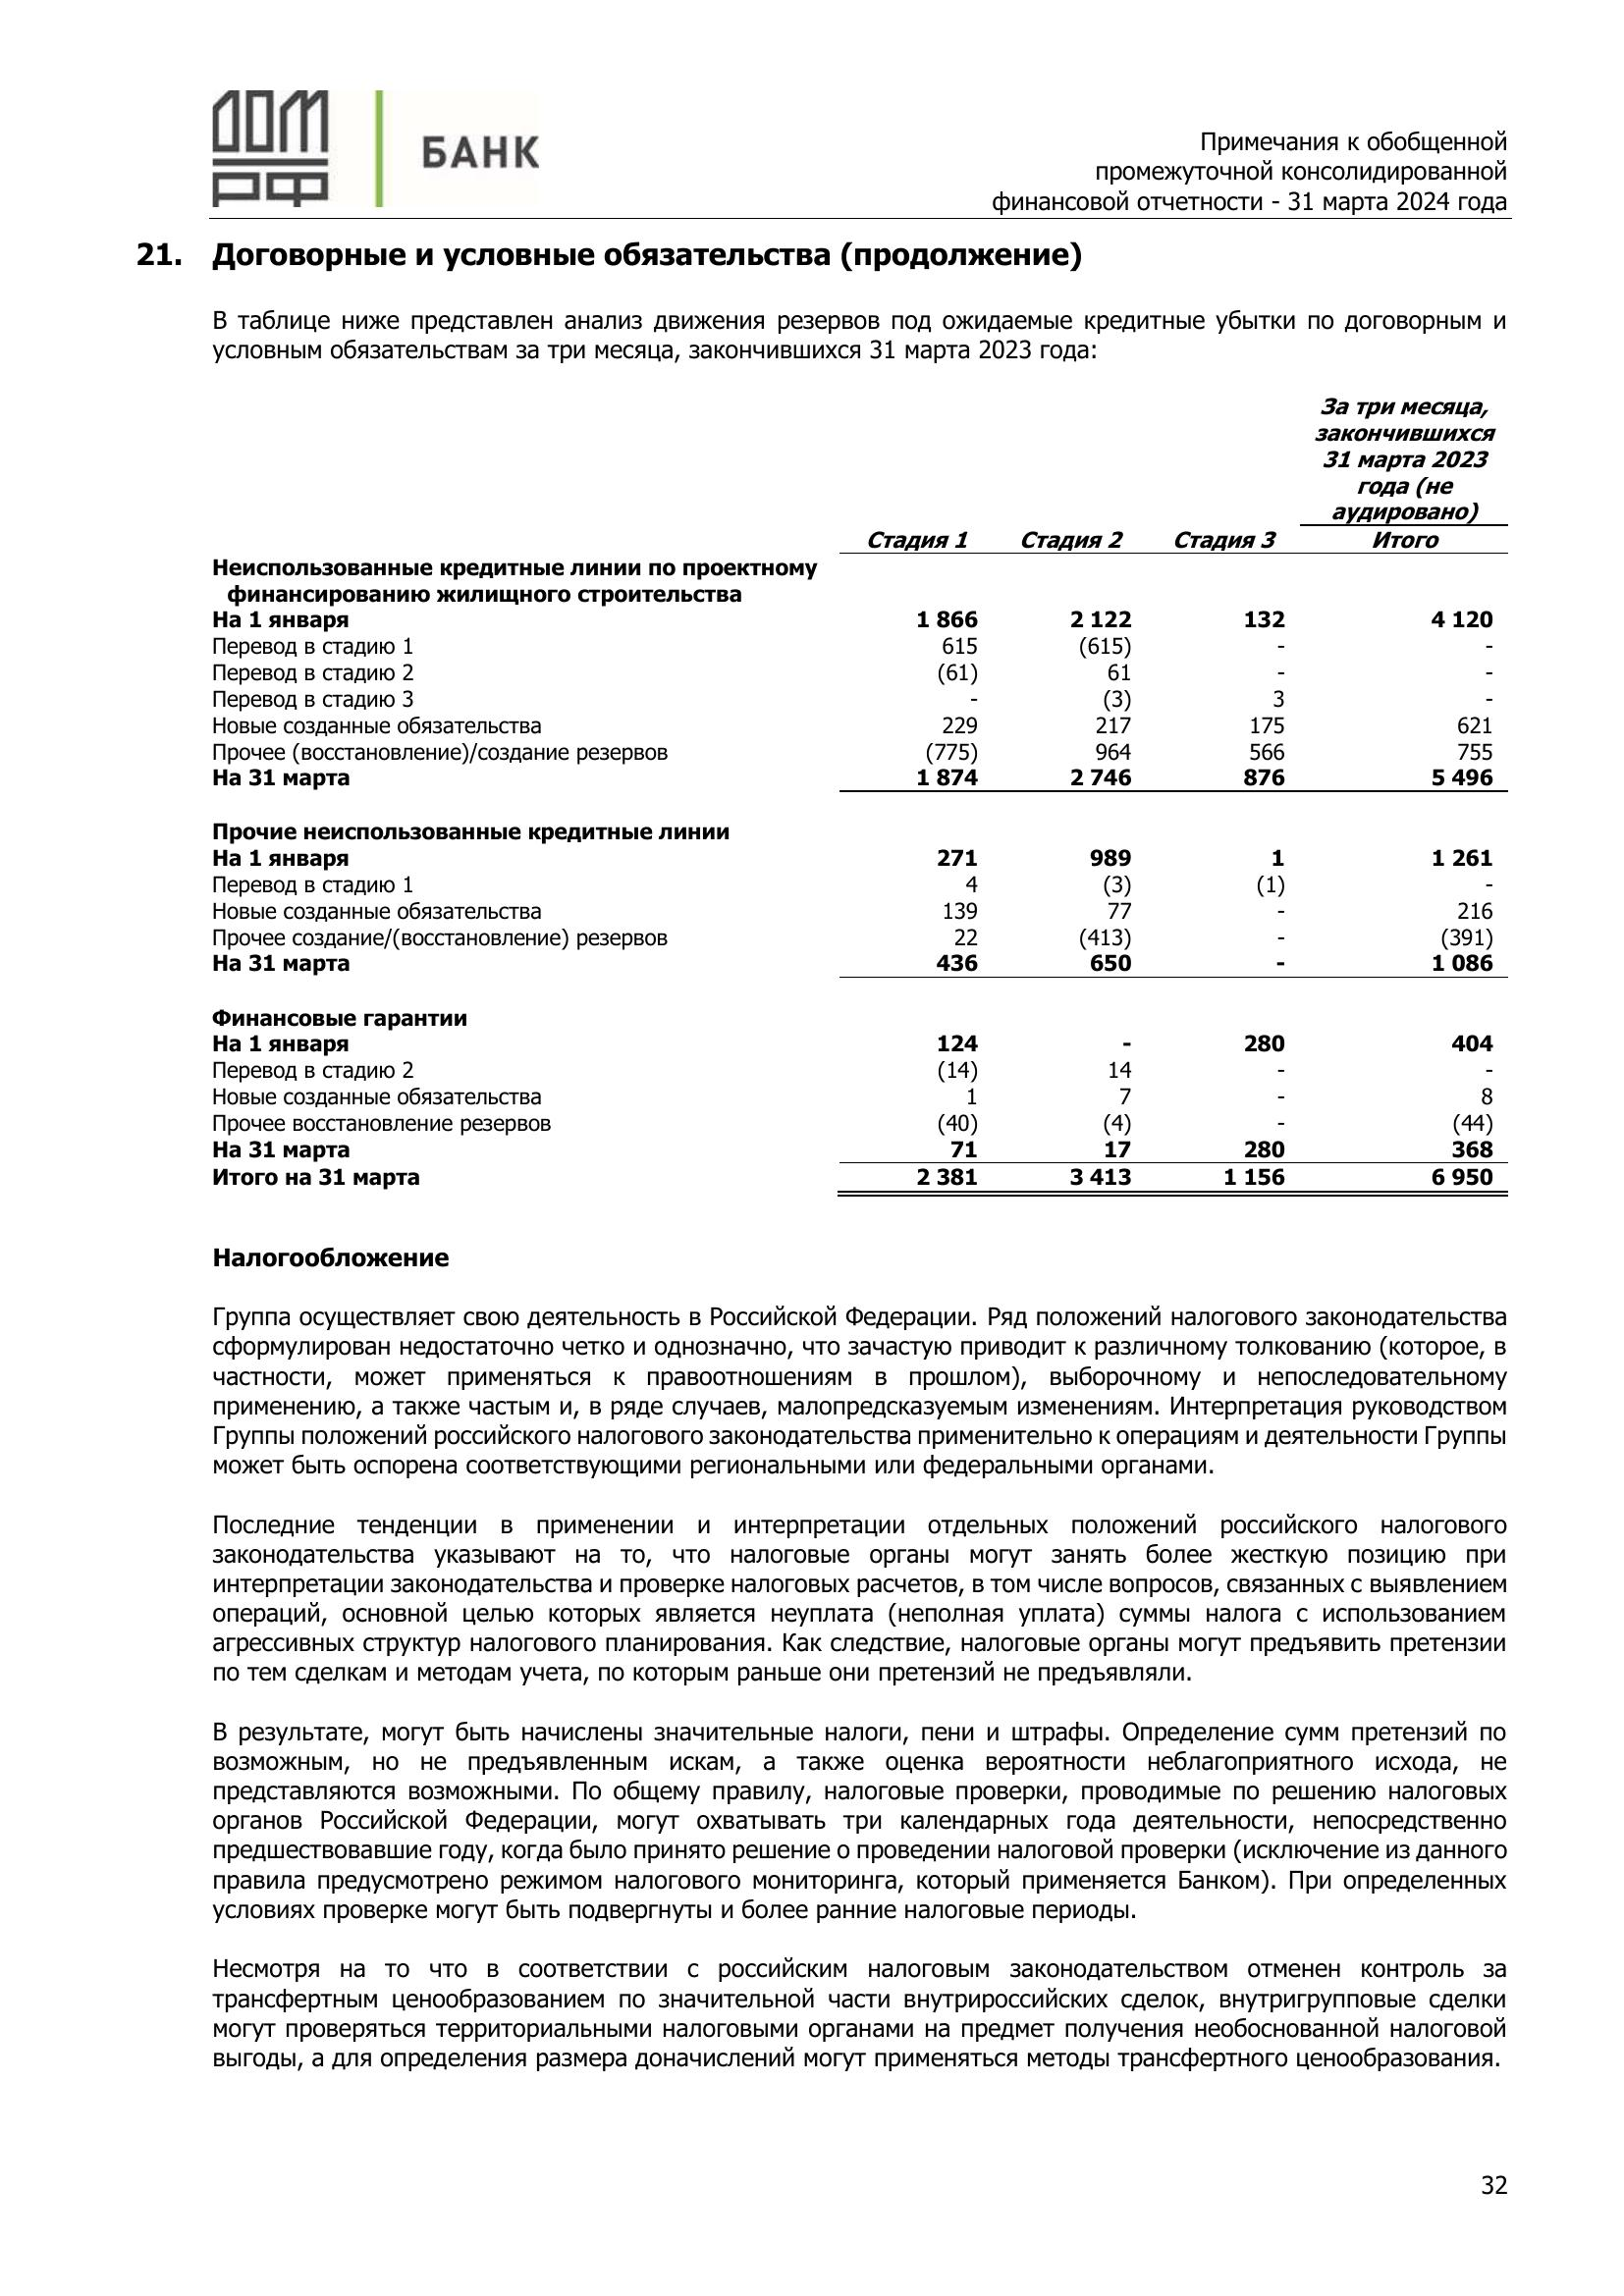 ДОМ
РФ
БАНК
Примечания к обобщенной
промежуточной консолидированной
финансовой отчетности - 31 марта 2024 года
21. Договорные и условные обязательства (продолжение)
В таблице ниже представлен анализ движения резервов под ожидаемые кредитные убытки по договорным и
условным обязательствам за три месяца, закончившихся 31 марта 2023 года:
За три месяца,
закончившихся
31 марта 2023
года (не
аудировано)
Стадия 1 Стадия 2 Стадия 3 Итого
Неиспользованные кредитные линии по проектному
финансированию жилищного строительства
На 1 января 1 866 2 122 132 4 120
Перевод в стадию 1 615 (615) - -
Перевод в стадию 2 (61) 61 - -
Перевод в стадию 3 - (3) 3 -
Новые созданные обязательства 229 217 175 621
Прочее (восстановление)/создание резервов (775) 964 566 755
На 31 марта 1 874 2 746 876 5 496
Прочие неиспользованные кредитные линии
На 1 января 271 989 1 1 261
Перевод в стадию 1 4 (3) (1) -
Новые созданные обязательства 139 77 - 216
Прочее создание/(восстановление) резервов 22 (413) - (391)
На 31 марта 436 650 - 1 086
Финансовые гарантии
На 1 января 124 - 280 404
Перевод в стадию 2 (14) 14 - -
Новые созданные обязательства 1 7 - 8
Прочее восстановление резервов (40) (4) - (44)
На 31 марта 71 17 280 368
Итого на 31 марта 2 381 3 413 1 156 6 950
Налогообложение
Группа осуществляет свою деятельность в Российской Федерации. Ряд положений налогового законодательства
сформулирован недостаточно четко и однозначно, что зачастую приводит к различному толкованию (которое, в
частности, может применяться к правоотношениям в прошлом), выборочному и непоследовательному
применению, а также частым и, в ряде случаев, малопредсказуемым изменениям. Интерпретация руководством
Группы положений российского налогового законодательства применительно к операциям и деятельности Группы
может быть оспорена соответствующими региональными или федеральными органами.
Последние тенденции в применении и интерпретации отдельных положений российского налогового
законодательства указывают на то, что налоговые органы могут занять более жесткую позицию при
интерпретации законодательства и проверке налоговых расчетов, в том числе вопросов, связанных с выявлением
операций, основной целью которых является неуплата (неполная уплата) суммы налога с использованием
агрессивных структур налогового планирования. Как следствие, налоговые органы могут предъявить претензии
по тем сделкам и методам учета, по которым раньше они претензий не предъявляли.
В результате, могут быть начислены значительные налоги, пени и штрафы. Определение сумм претензий по
возможным, но не предъявленным искам, а также оценка вероятности неблагоприятного исхода, не
представляются возможными. По общему правилу, налоговые проверки, проводимые по решению налоговых
органов Российской Федерации, могут охватывать три календарных года деятельности, непосредственно
предшествовавшие году, когда было принято решение о проведении налоговой проверки (исключение из данного
правила предусмотрено режимом налогового мониторинга, который применяется Банком). При определенных
условиях проверке могут быть подвергнуты и более ранние налоговые периоды.
Несмотря на то что в соответствии с российским налоговым законодательством отменен контроль за
трансфертным ценообразованием по значительной части внутрироссийских сделок, внутригрупповые сделки
могут проверяться территориальными налоговыми органами на предмет получения необоснованной налоговой
выгоды, а для определения размера доначислений могут применяться методы трансфертного ценообразования.
32